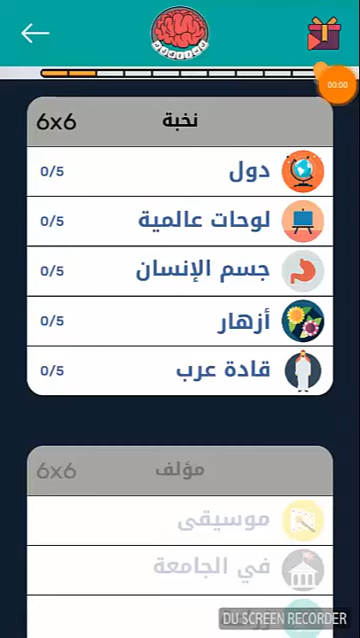 00:00
نخبة 6x6
دول 0/5
لوحات عالمية 0/5
جسم الإنسان 0/5
أزهار 0/5
قادة عرب 0/5
مؤلف 6x6
موسيقى
في الجامعة
DU SCREEN RECORDER